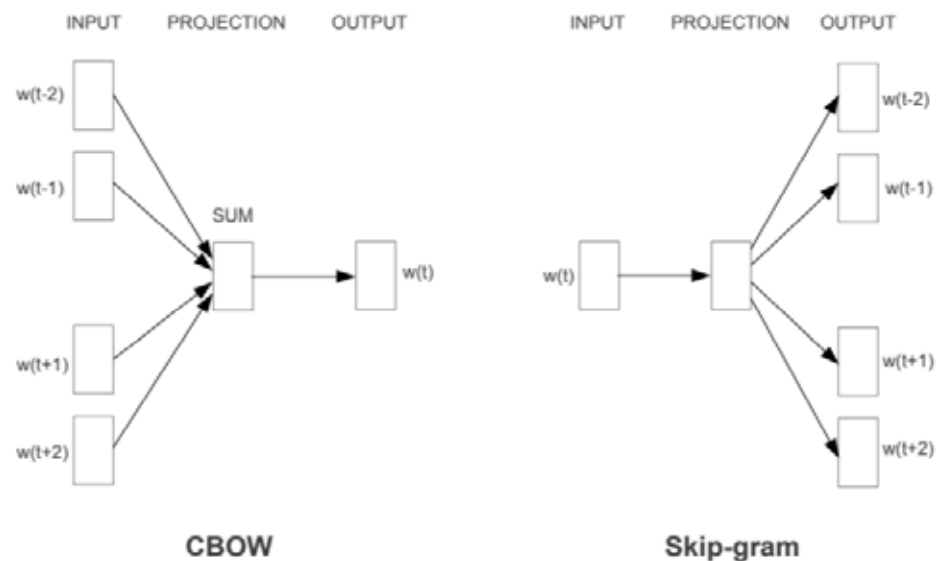 INPUT PROJECTION OUTPUT
w(t-2)
w(t-1)
SUM
w(t)
w(t+1)
w(t+2)
CBOW
INPUT PROJECTION OUTPUT
w(t-2)
w(t-1)
w(t)
w(t+1)
w(t+2)
Skip-gram